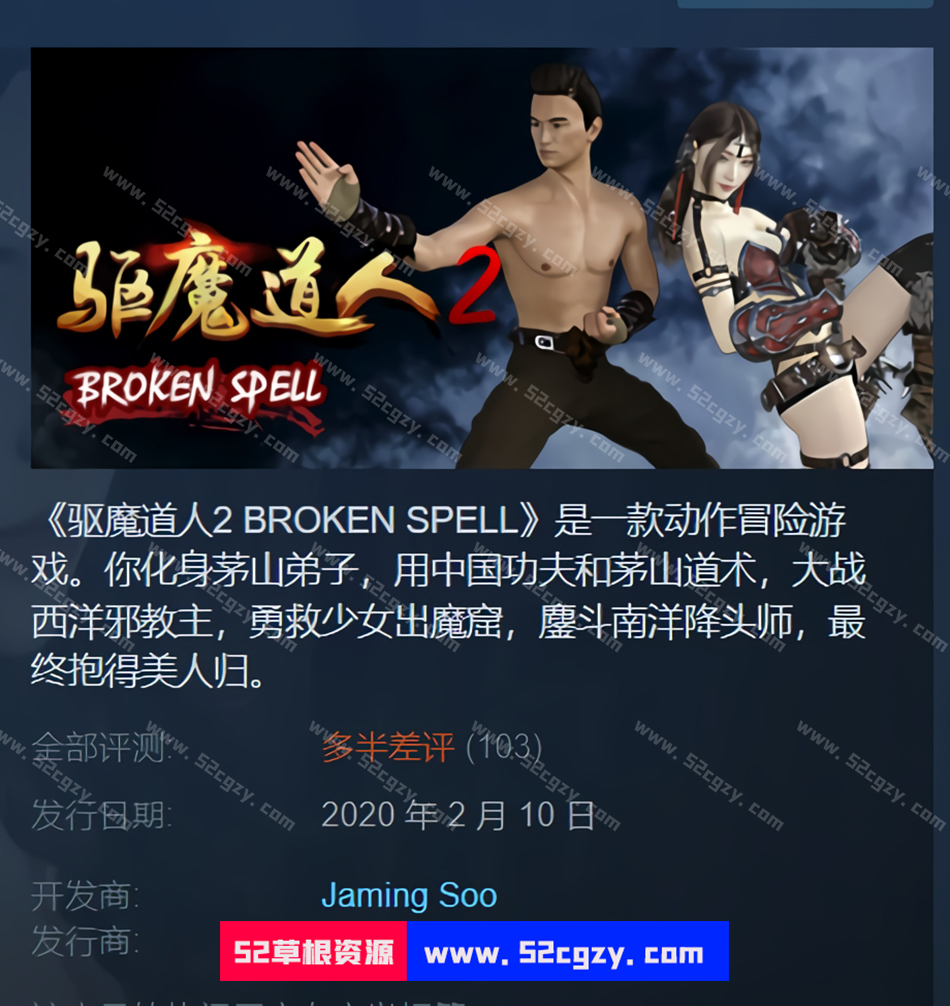 驱魔道人2
BROKEN SPELL
《驱魔道人2 BROKEN SPELL》是一款动作冒险游
戏。你化身茅山弟子，用中国功夫和茅山道术，大战
西洋邪教主，勇救少女出魔窟，鏖斗南洋降头师，最
终抱得美人归。
全部评测: 多半差评 (103)
发行日期: 2020 年 2 月 10 日
开发商: Jaming Soo
发行商:
52草根资源 www.52cgzy.com